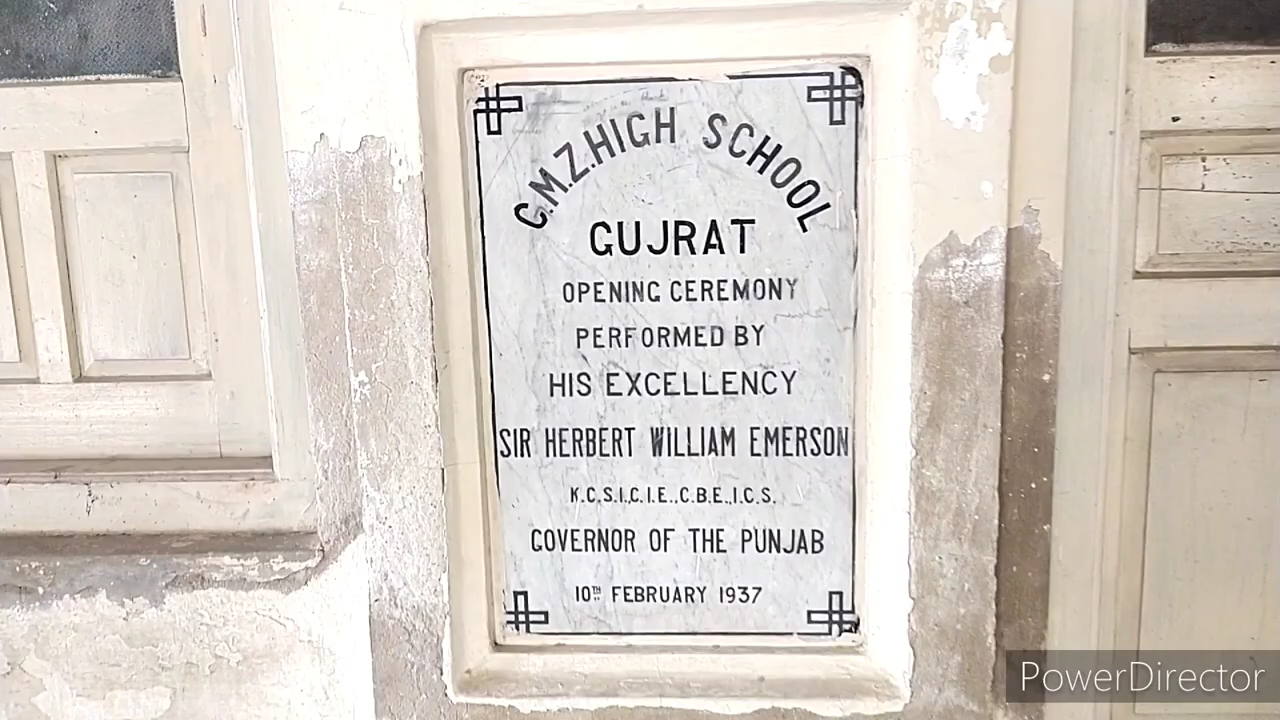 G.M.Z.HIGH SCHOOL
GUJRAT
OPENING CEREMONY
PERFORMED BY
HIS EXCELLENCY
SIR HERBERT WILLIAM EMERSON
K.C.S.I.,C.I.E.,C.B.E.,I.C.S.
GOVERNOR OF THE PUNJAB
10TH FEBRUARY 1937
PowerDirector